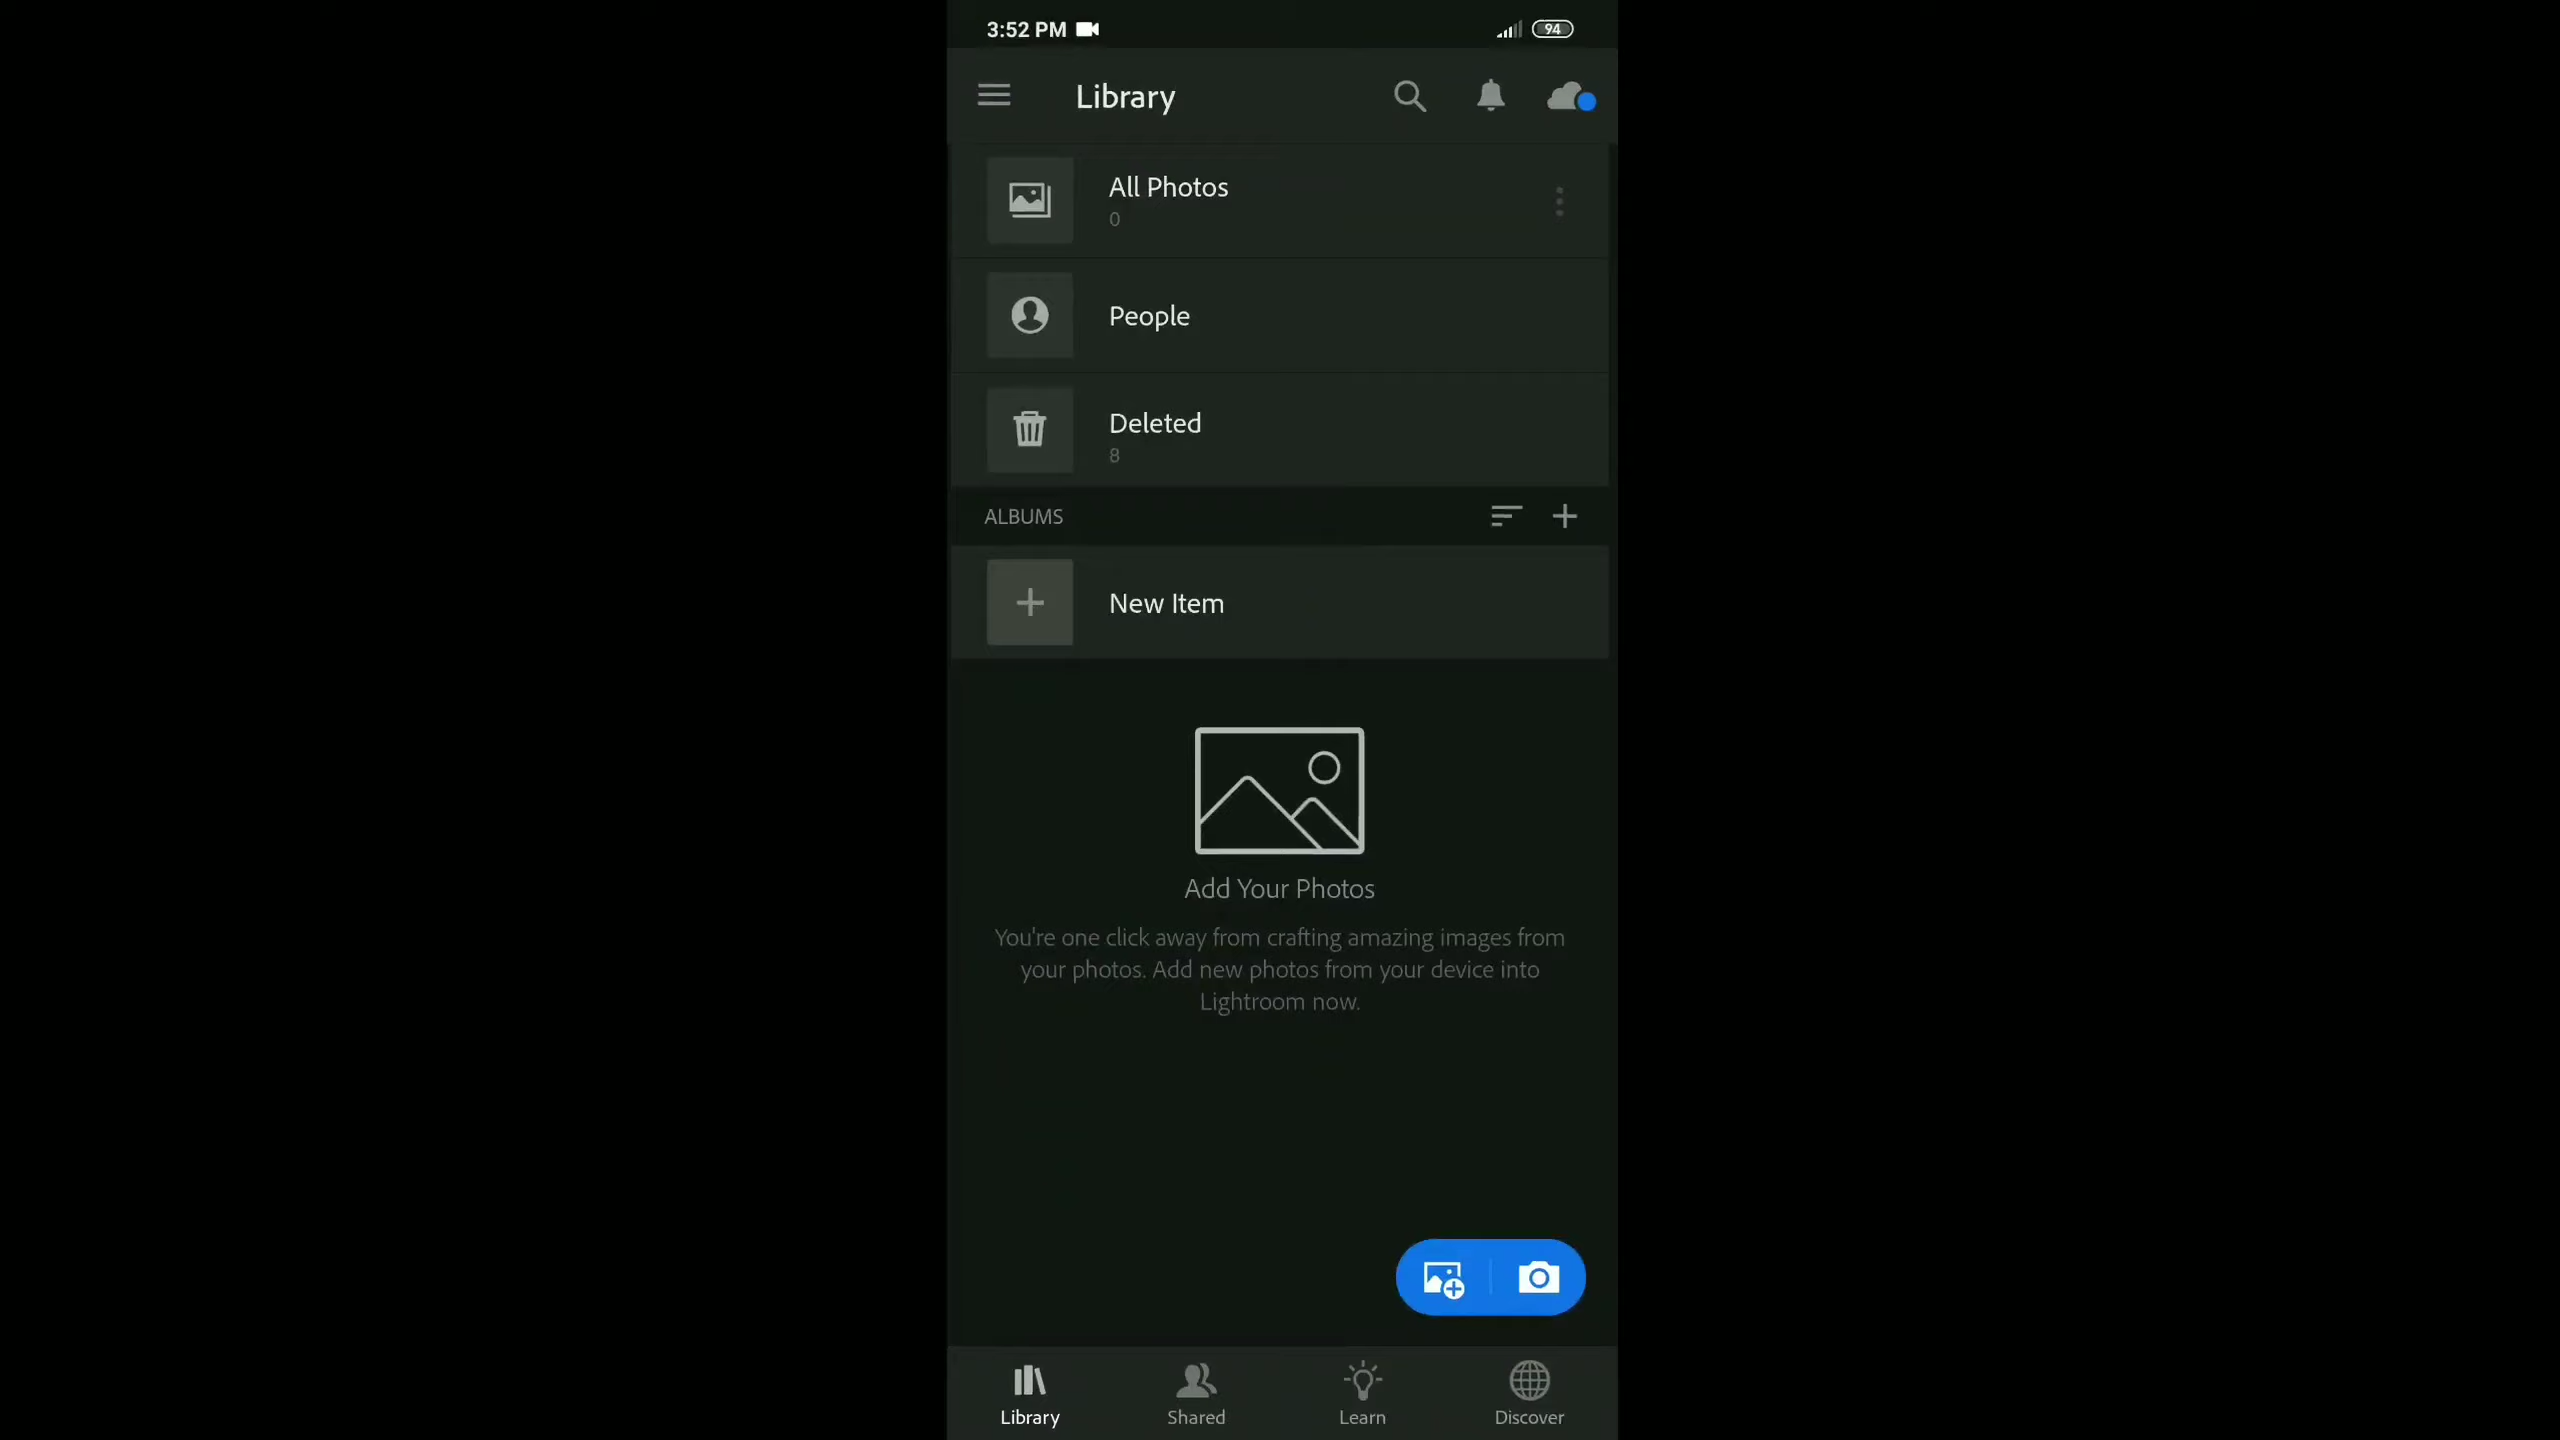 3:52 PM
94
Library
All Photos
0
People
Deleted
8
ALBUMS
New Item
Add Your Photos
You're one click away from crafting amazing images from
your photos. Add new photos from your device into
Lightroom now.
Library
Shared
Learn
Discover